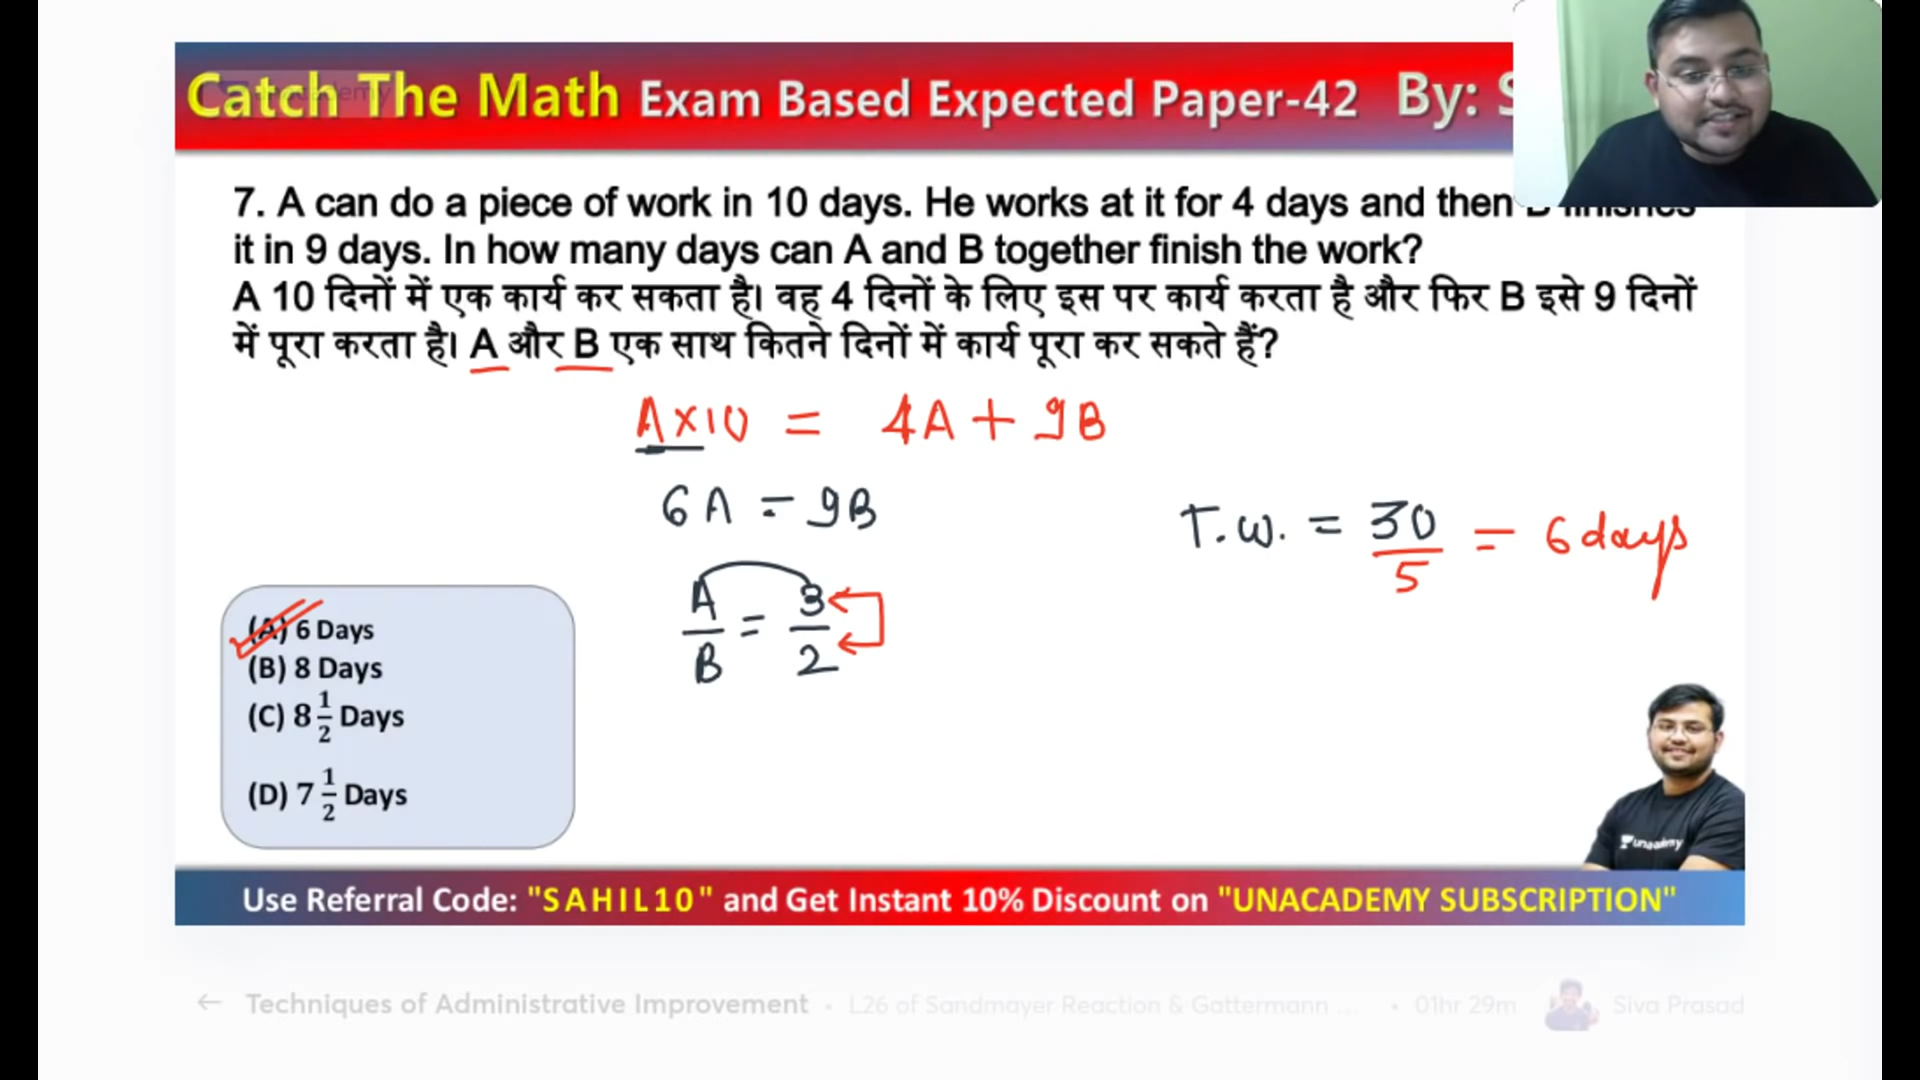 Catch The Math Exam Based Expected Paper-42 By: S
7. A can do a piece of work in 10 days. He works at it for 4 days and then B finishes
it in 9 days. In how many days can A and B together finish the work?
A 10 दिनों में एक कार्य कर सकता है। वह 4 दिनों के लिए इस पर कार्य करता है और फिर B इसे 9 दिनों
में पूरा करता है। A और B एक साथ कितने दिनों में कार्य पूरा कर सकते हैं?
A×10 = 4A + 9B
6A = 9B
T.W. = 30/5 = 6 days
A/B = 3/2
(A) 6 Days
(B) 8 Days
(C) 8 1/2 Days
(D) 7 1/2 Days
unacademy
Use Referral Code: "SAHIL10" and Get Instant 10% Discount on "UNACADEMY SUBSCRIPTION"
← Techniques of Administrative Improvement • L26 of Sandmayer Reaction & Gattermann ... • 01hr 29m Siva Prasad